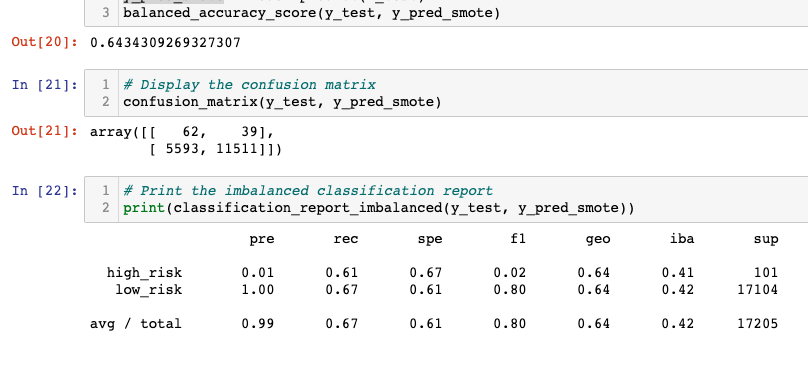 3 balanced_accuracy_score(y_test, y_pred_smote)
Out[20]: 0.6434309269327307
In [21]: 1 # Display the confusion matrix
2 confusion_matrix(y_test, y_pred_smote)
Out[21]: array([[   62,    39],
[ 5593, 11511]])
In [22]: 1 # Print the imbalanced classification report
2 print(classification_report_imbalanced(y_test, y_pred_smote))
pre rec spe f1 geo iba sup
high_risk 0.01 0.61 0.67 0.02 0.64 0.41 101
low_risk 1.00 0.67 0.61 0.80 0.64 0.42 17104
avg / total 0.99 0.67 0.61 0.80 0.64 0.42 17205